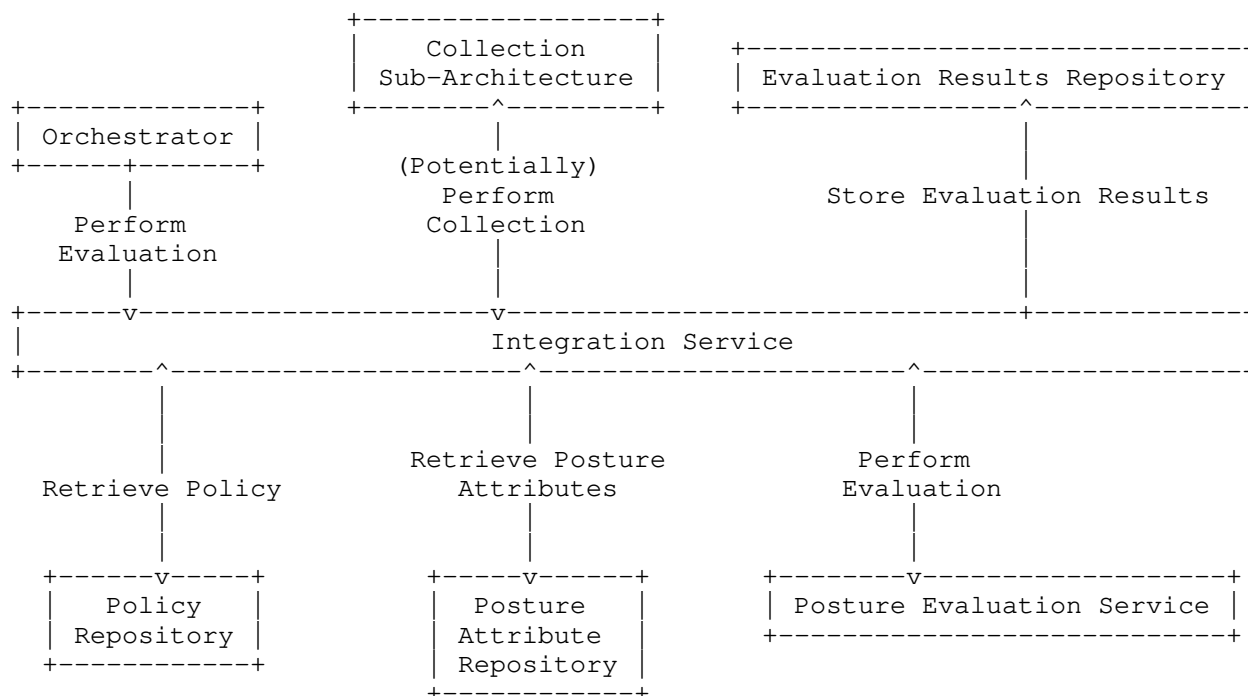 Collection
Sub-Architecture
Evaluation Results Repository
Orchestrator
(Potentially)
Perform
Collection
Store Evaluation Results
Perform
Evaluation
Integration Service
Retrieve Policy
Retrieve Posture
Attributes
Perform
Evaluation
Policy
Repository
Posture
Attribute
Repository
Posture Evaluation Service